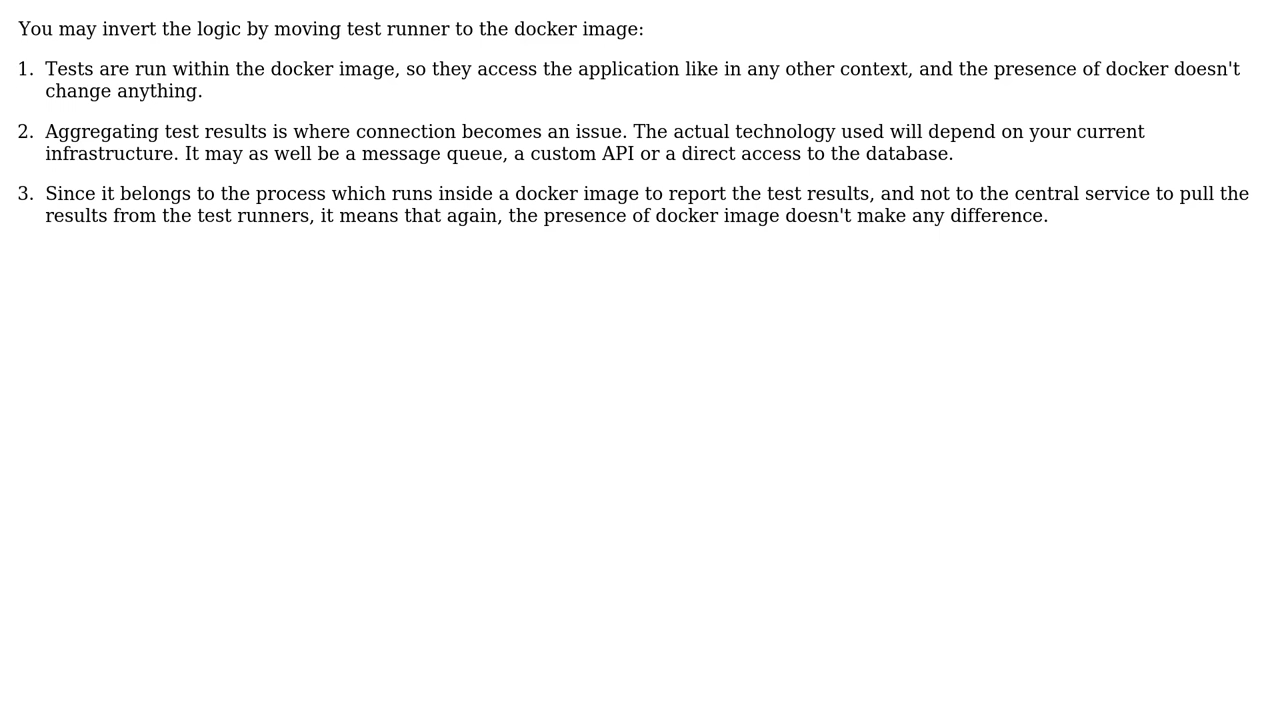 You may invert the logic by moving test runner to the docker image:
1. Tests are run within the docker image, so they access the application like in any other context, and the presence of docker doesn't
change anything.
2. Aggregating test results is where connection becomes an issue. The actual technology used will depend on your current
infrastructure. It may as well be a message queue, a custom API or a direct access to the database.
3. Since it belongs to the process which runs inside a docker image to report the test results, and not to the central service to pull the
results from the test runners, it means that again, the presence of docker image doesn't make any difference.